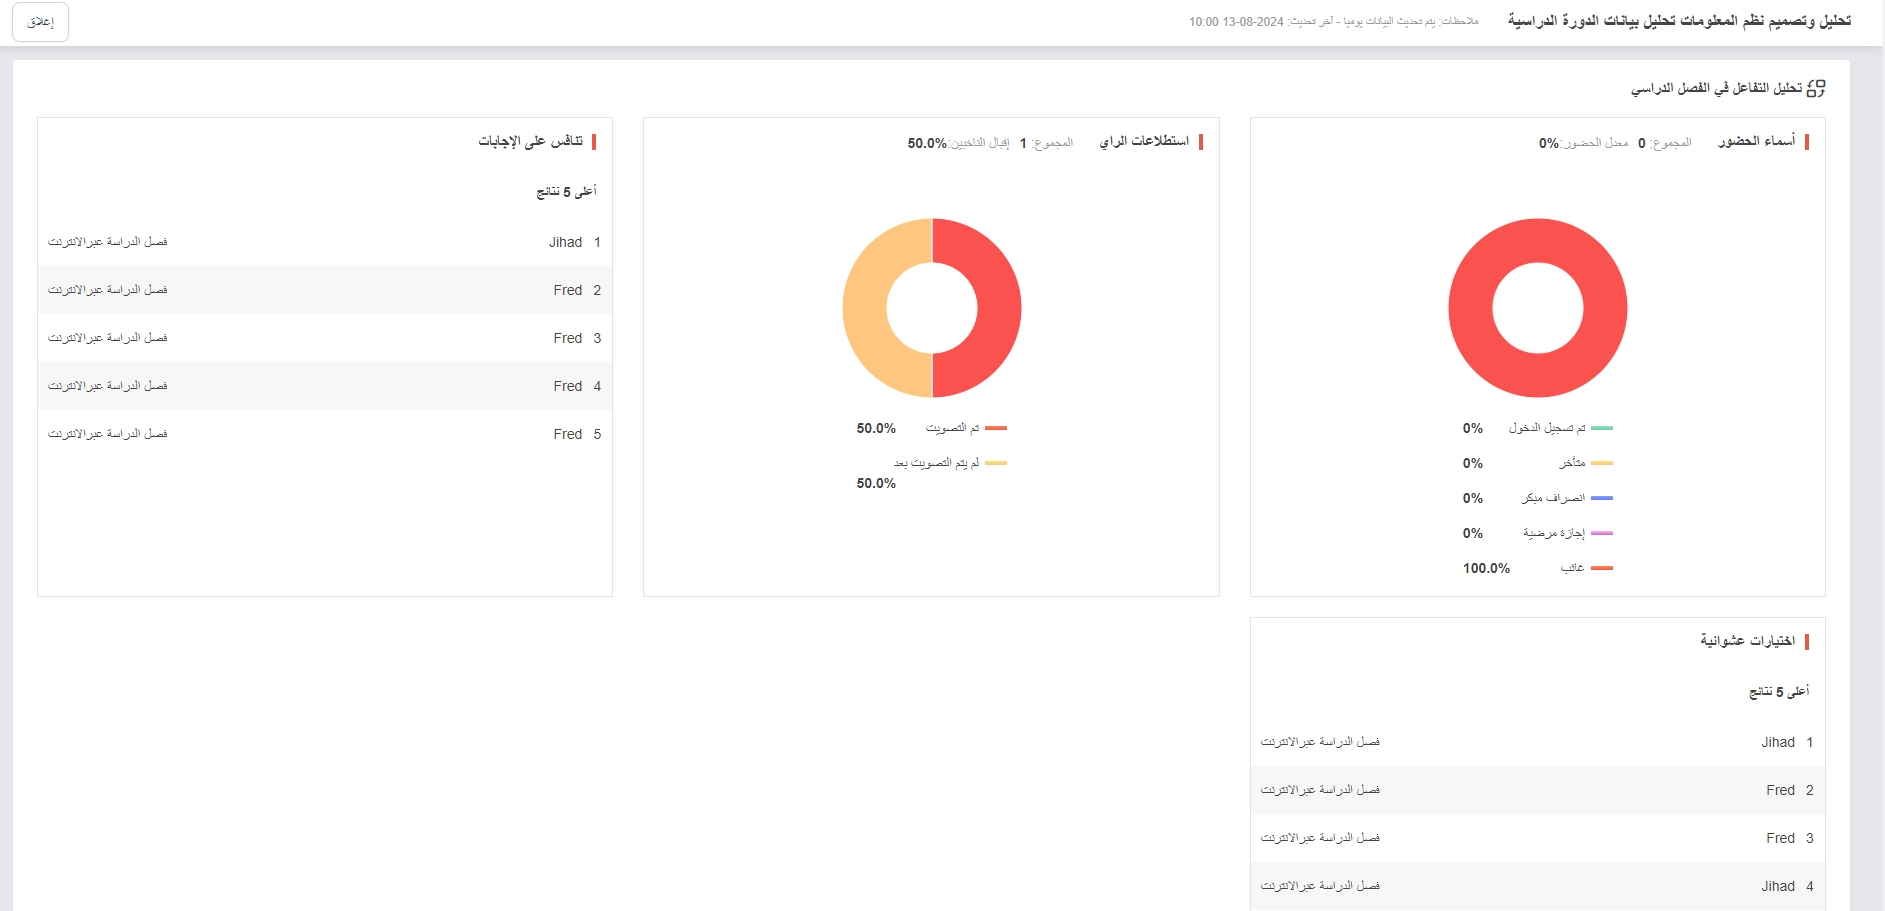 تحليل وتصميم نظم المعلومات تحليل بيانات الدورة الدراسية
ملاحظات: يتم تحديث البيانات يوميا - آخر تحديث: 2024-08-13 10:00
إغلاق
تحليل التفاعل في الفصل الدراسي
أسماء الحضور
المجموع: 0 معدل الحضور:0%
تم تسجيل الدخول 0%
متأخر 0%
انصراف مبكر 0%
إجازة مرضية 0%
غائب 100.0%
استطلاعات الراي
المجموع: 1 إقبال الناخبين:50.0%
تم التصويت 50.0%
لم يتم التصويت بعد
50.0%
تنافس على الإجابات
أعلى 5 نتائج
1 Jihad فصل الدراسة عبرالانترنت
2 Fred فصل الدراسة عبرالانترنت
3 Fred فصل الدراسة عبرالانترنت
4 Fred فصل الدراسة عبرالانترنت
5 Fred فصل الدراسة عبرالانترنت
اختيارات عشوائية
أعلى 5 نتائج
1 Jihad فصل الدراسة عبرالانترنت
2 Fred فصل الدراسة عبرالانترنت
3 Fred فصل الدراسة عبرالانترنت
4 Jihad فصل الدراسة عبرالانترنت